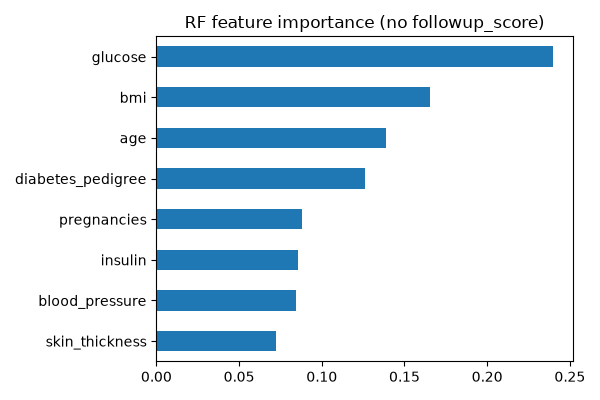 RF feature importance (no followup_score)
glucose
bmi
age
diabetes_pedigree
pregnancies
insulin
blood_pressure
skin_thickness
0.00 0.05 0.10 0.15 0.20 0.25